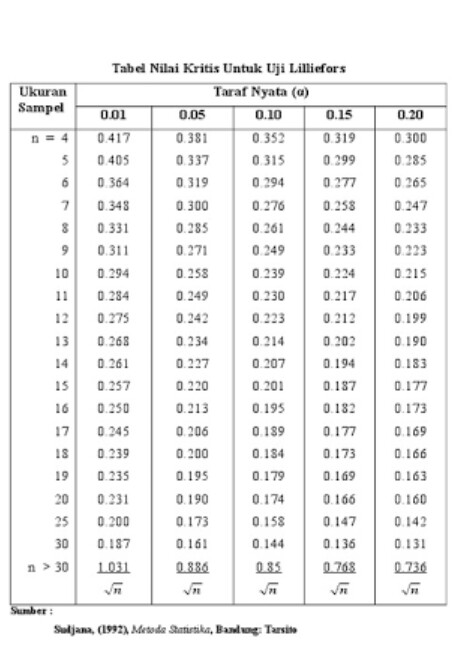 Tabel Nilai Kritis Untuk Uji Lilliefors
Ukuran Sampel Taraf Nyata (α)
0.01 0.05 0.10 0.15 0.20
n = 4 0.417 0.381 0.352 0.319 0.300
5 0.405 0.337 0.315 0.299 0.285
6 0.364 0.319 0.294 0.277 0.265
7 0.348 0.300 0.276 0.258 0.247
8 0.331 0.285 0.261 0.244 0.233
9 0.311 0.271 0.249 0.233 0.223
10 0.294 0.258 0.239 0.224 0.215
11 0.284 0.249 0.230 0.217 0.206
12 0.275 0.242 0.223 0.212 0.199
13 0.268 0.234 0.214 0.202 0.190
14 0.261 0.227 0.207 0.194 0.183
15 0.257 0.220 0.201 0.187 0.177
16 0.250 0.213 0.195 0.182 0.173
17 0.245 0.206 0.189 0.177 0.169
18 0.239 0.200 0.184 0.173 0.166
19 0.235 0.195 0.179 0.169 0.163
20 0.231 0.190 0.174 0.166 0.160
25 0.200 0.173 0.158 0.147 0.142
30 0.187 0.161 0.144 0.136 0.131
n > 30 1.031 0.886 0.85 0.768 0.736
√n √n √n √n √n
Sumber :
Sudjana, (1992), Metoda Statistika, Bandung: Tarsito